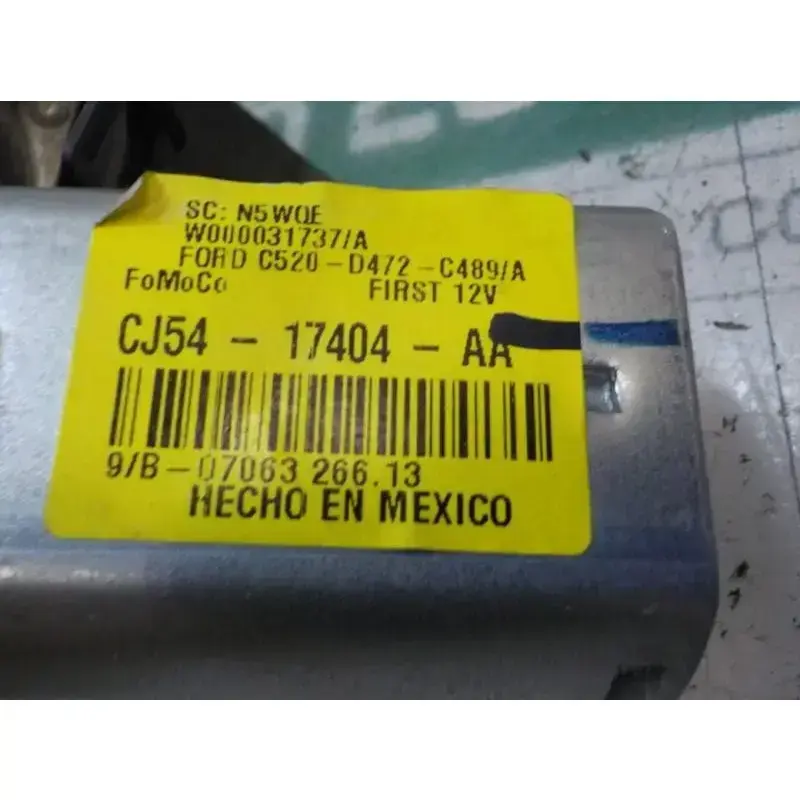 SC: N5WQE
W000031737/A
FORD C520-D472-C489/A
FoMoCo FIRST 12V
CJ54 - 17404 - AA
9/B-07063 266.13
HECHO EN MEXICO